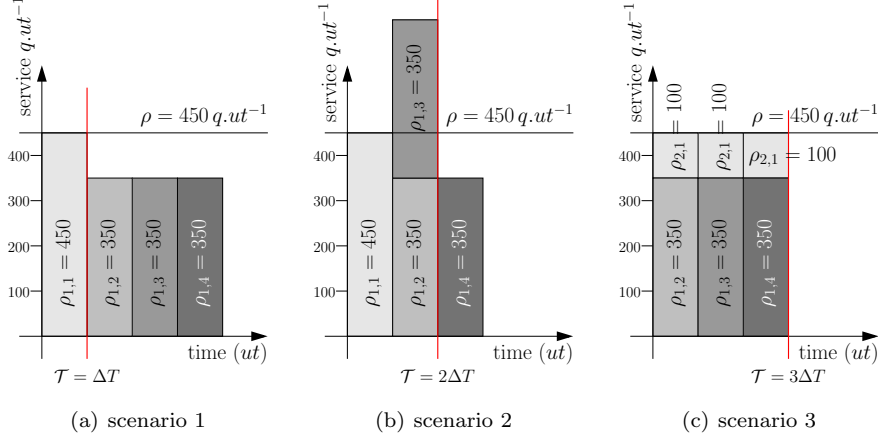 service q.ut⁻¹
ρ = 450 q.ut⁻¹
400
300
200
100
ρ₁,₁ = 450
ρ₁,₂ = 350
ρ₁,₃ = 350
ρ₁,₄ = 350
time (ut)
𝒯 = ΔT
(a) scenario 1
service q.ut⁻¹
ρ = 450 q.ut⁻¹
400
300
200
100
ρ₁,₁ = 450
ρ₁,₂ = 350
ρ₁,₃ = 350
ρ₁,₄ = 350
time (ut)
𝒯 = 2ΔT
(b) scenario 2
service q.ut⁻¹
ρ = 450 q.ut⁻¹
400
300
200
100
ρ₂,₁ = 100
ρ₂,₁ = 100
ρ₂,₁ = 100
ρ₁,₂ = 350
ρ₁,₃ = 350
ρ₁,₄ = 350
time (ut)
𝒯 = 3ΔT
(c) scenario 3